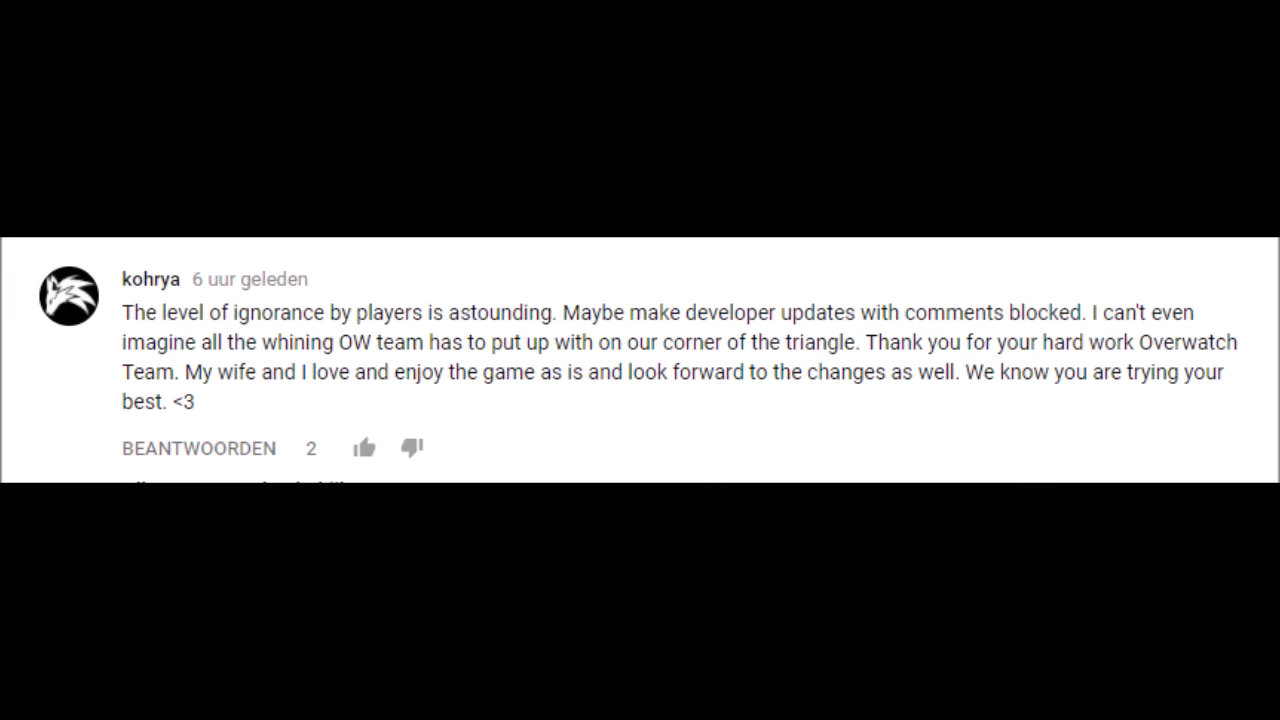 kohrya 6 uur geleden
The level of ignorance by players is astounding. Maybe make developer updates with comments blocked. I can't even
imagine all the whining OW team has to put up with on our corner of the triangle. Thank you for your hard work Overwatch
Team. My wife and I love and enjoy the game as is and look forward to the changes as well. We know you are trying your
best. <3
BEANTWOORDEN 2